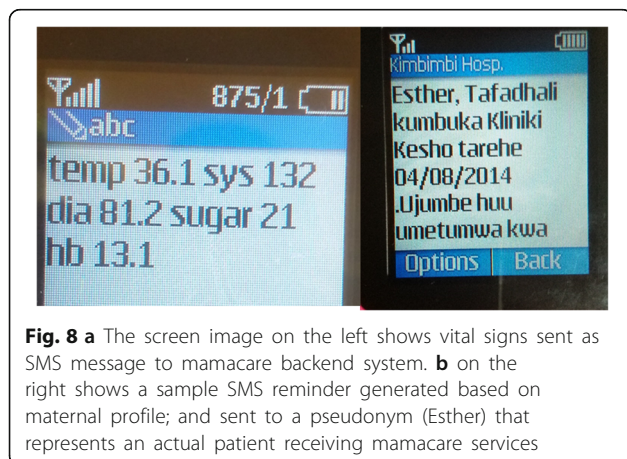 875/1
abc
temp 36.1 sys 132
dia 81.2 sugar 21
hb 13.1
Kimbimbi Hosp.
Esther, Tafadhali
kumbuka Kliniki
Kesho tarehe
04/08/2014
.Ujumbe huu
umetumwa kwa
Options Back
Fig. 8 a The screen image on the left shows vital signs sent as
SMS message to mamacare backend system. b on the
right shows a sample SMS reminder generated based on
maternal profile; and sent to a pseudonym (Esther) that
represents an actual patient receiving mamacare services